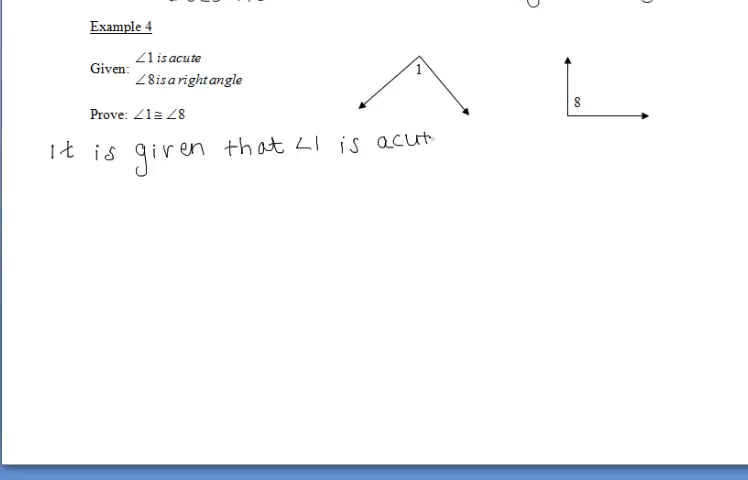 Example 4
Given: ∠1 is acute
∠8 is a right angle
Prove: ∠1 ≅ ∠8
1
8
It is given that ∠1 is acut